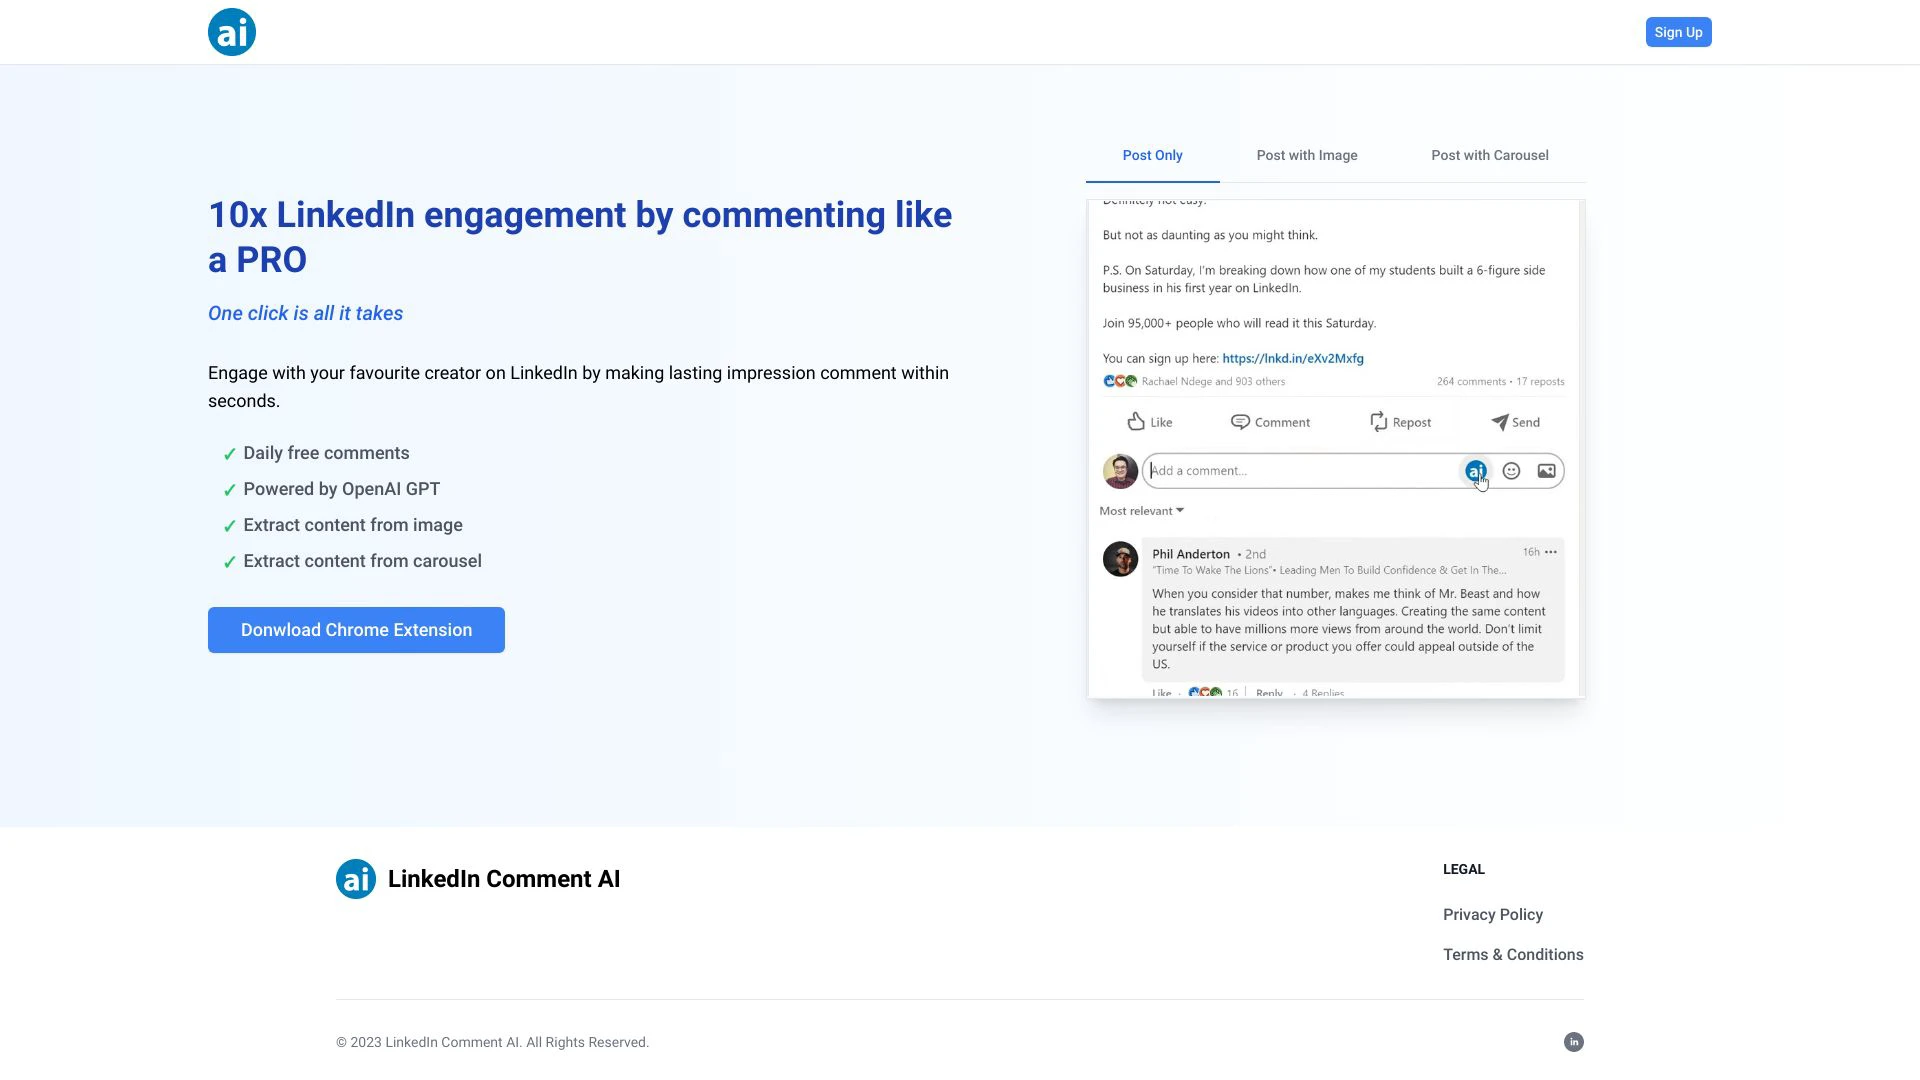 ai
Sign Up
10x LinkedIn engagement by commenting like
a PRO
One click is all it takes
Engage with your favourite creator on LinkedIn by making lasting impression comment within
seconds.
✓ Daily free comments
✓ Powered by OpenAI GPT
✓ Extract content from image
✓ Extract content from carousel
Donwload Chrome Extension
Post Only
Post with Image
Post with Carousel
Definitely not easy.
But not as daunting as you might think.
P.S. On Saturday, I'm breaking down how one of my students built a 6-figure side
business in his first year on LinkedIn.
Join 95,000+ people who will read it this Saturday.
You can sign up here: https://lnkd.in/eXv2Mxfg
Rachael Ndege and 903 others
264 comments • 17 reposts
Like
Comment
Repost
Send
Add a comment...
ai
Most relevant
Phil Anderton • 2nd
16h •••
"Time To Wake The Lions"• Leading Men To Build Confidence & Get In The...
When you consider that number, makes me think of Mr. Beast and how
he translates his videos into other languages. Creating the same content
but able to have millions more views from around the world. Don't limit
yourself if the service or product you offer could appeal outside of the
US.
Like · 16 | Reply · 4 Replies
ai
LinkedIn Comment AI
LEGAL
Privacy Policy
Terms & Conditions
© 2023 LinkedIn Comment AI. All Rights Reserved.
in